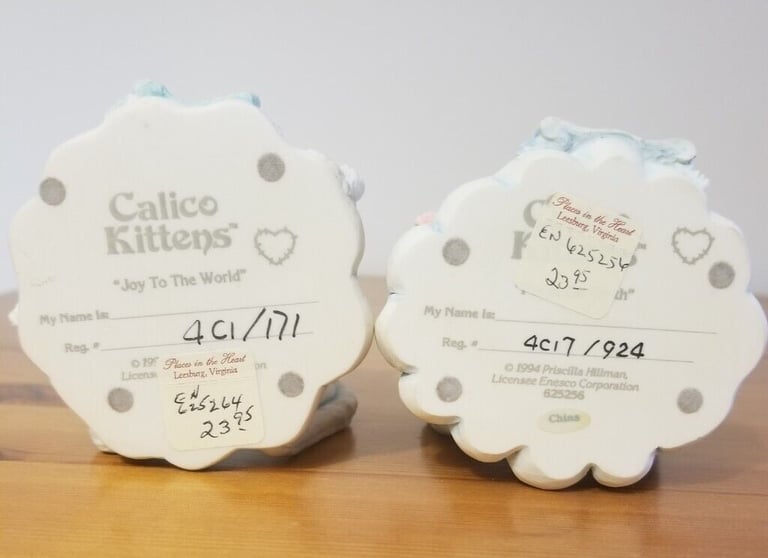 Calico
Kittens™
"Joy To The World"
My Name Is:
Reg. # 4C1/171
© 199
Places in the Heart
Leesburg, Virginia
EN
625264
23 95
Places in the Heart
Leesburg, Virginia
EN 625256
23 95
My Name Is:
Reg. # 4C17/924
© 1994 Priscilla Hillman,
Licensee Enesco Corporation
625256
China